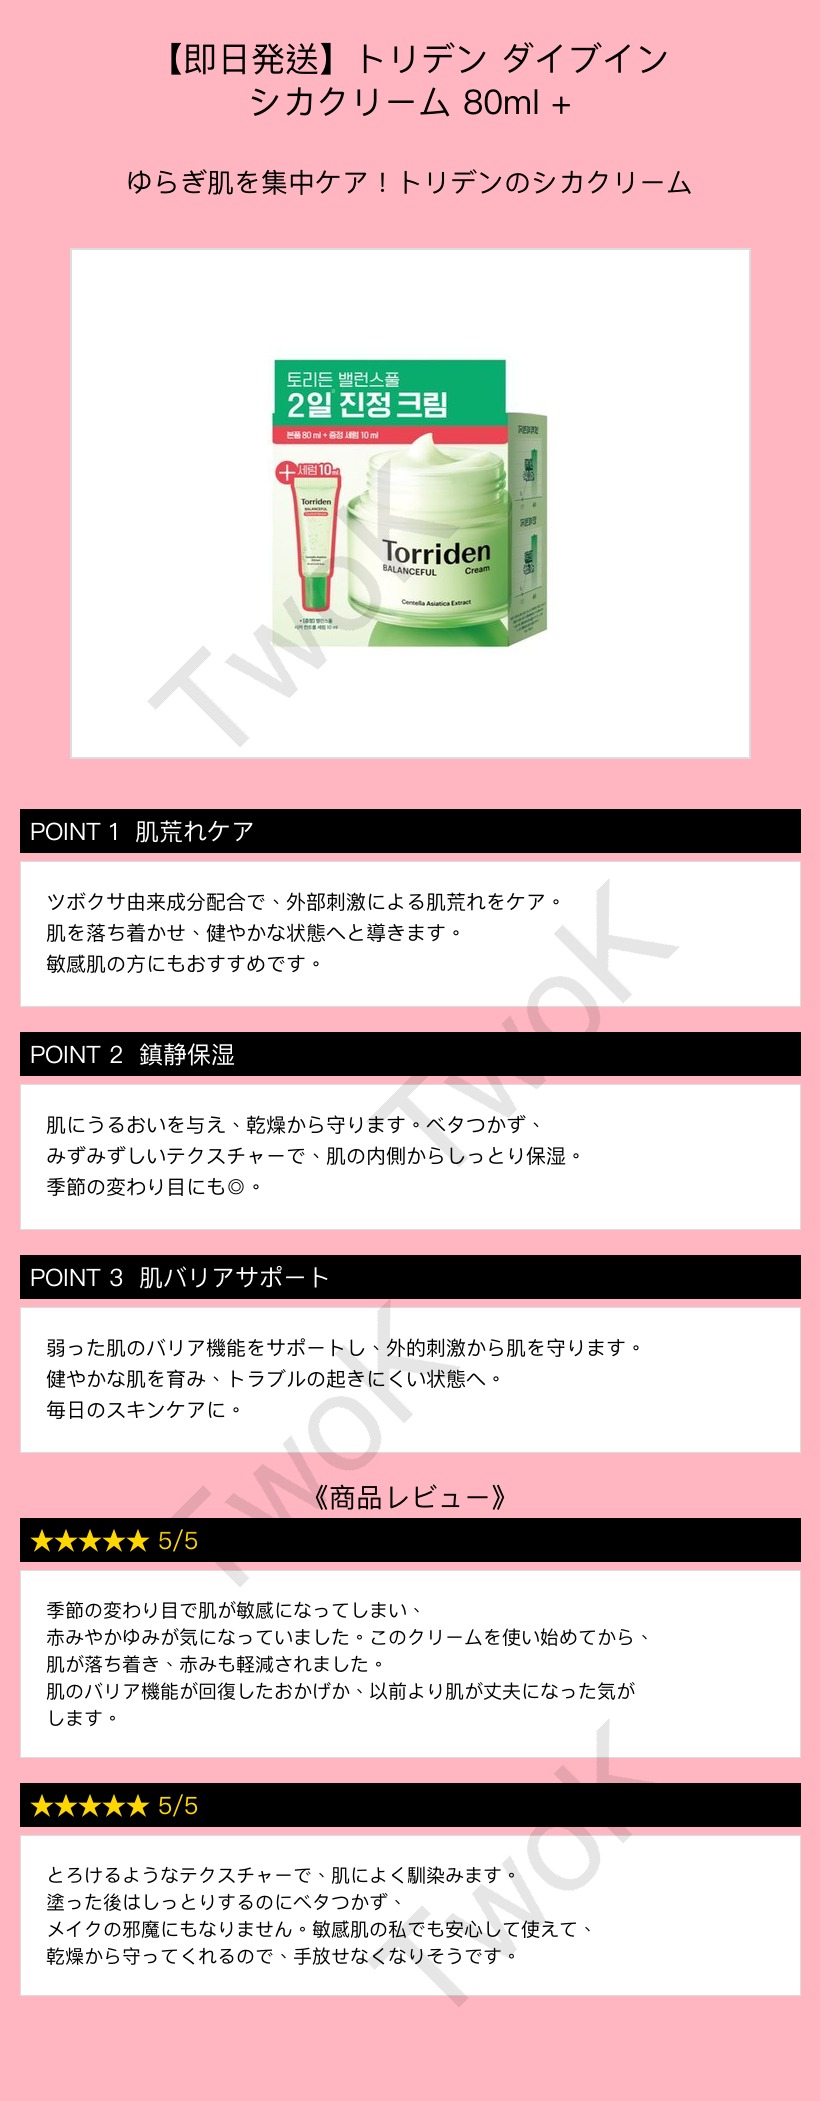 【即日発送】トリデン ダイブイン
シカクリーム 80ml +
ゆらぎ肌を集中ケア！トリデンのシカクリーム
토리든 밸런스풀
2일 진정 크림
본품 80 ml + 증정 세럼 10 ml
+세럼 10ml
Torriden
BALANCEFUL
Torriden
BALANCEFUL Cream
Centella Asiatica Extract
+ [증정] 밸런스풀
시카 컨트롤 세럼 10 ml
TwoK
POINT 1 肌荒れケア
ツボクサ由来成分配合で、外部刺激による肌荒れをケア。
肌を落ち着かせ、健やかな状態へと導きます。
敏感肌の方にもおすすめです。
TwoK
POINT 2 鎮静保湿
肌にうるおいを与え、乾燥から守ります。ベタつかず、
みずみずしいテクスチャーで、肌の内側からしっとり保湿。
季節の変わり目にも◎。
POINT 3 肌バリアサポート
弱った肌のバリア機能をサポートし、外的刺激から肌を守ります。
健やかな肌を育み、トラブルの起きにくい状態へ。
毎日のスキンケアに。
TwoK
《商品レビュー》
★★★★★ 5/5
季節の変わり目で肌が敏感になってしまい、
赤みやかゆみが気になっていました。このクリームを使い始めてから、
肌が落ち着き、赤みも軽減されました。
肌のバリア機能が回復したおかげか、以前より肌が丈夫になった気が
します。
★★★★★ 5/5
とろけるようなテクスチャーで、肌によく馴染みます。
塗った後はしっとりするのにベタつかず、
メイクの邪魔にもなりません。敏感肌の私でも安心して使えて、
乾燥から守ってくれるので、手放せなくなりそうです。
TwoK